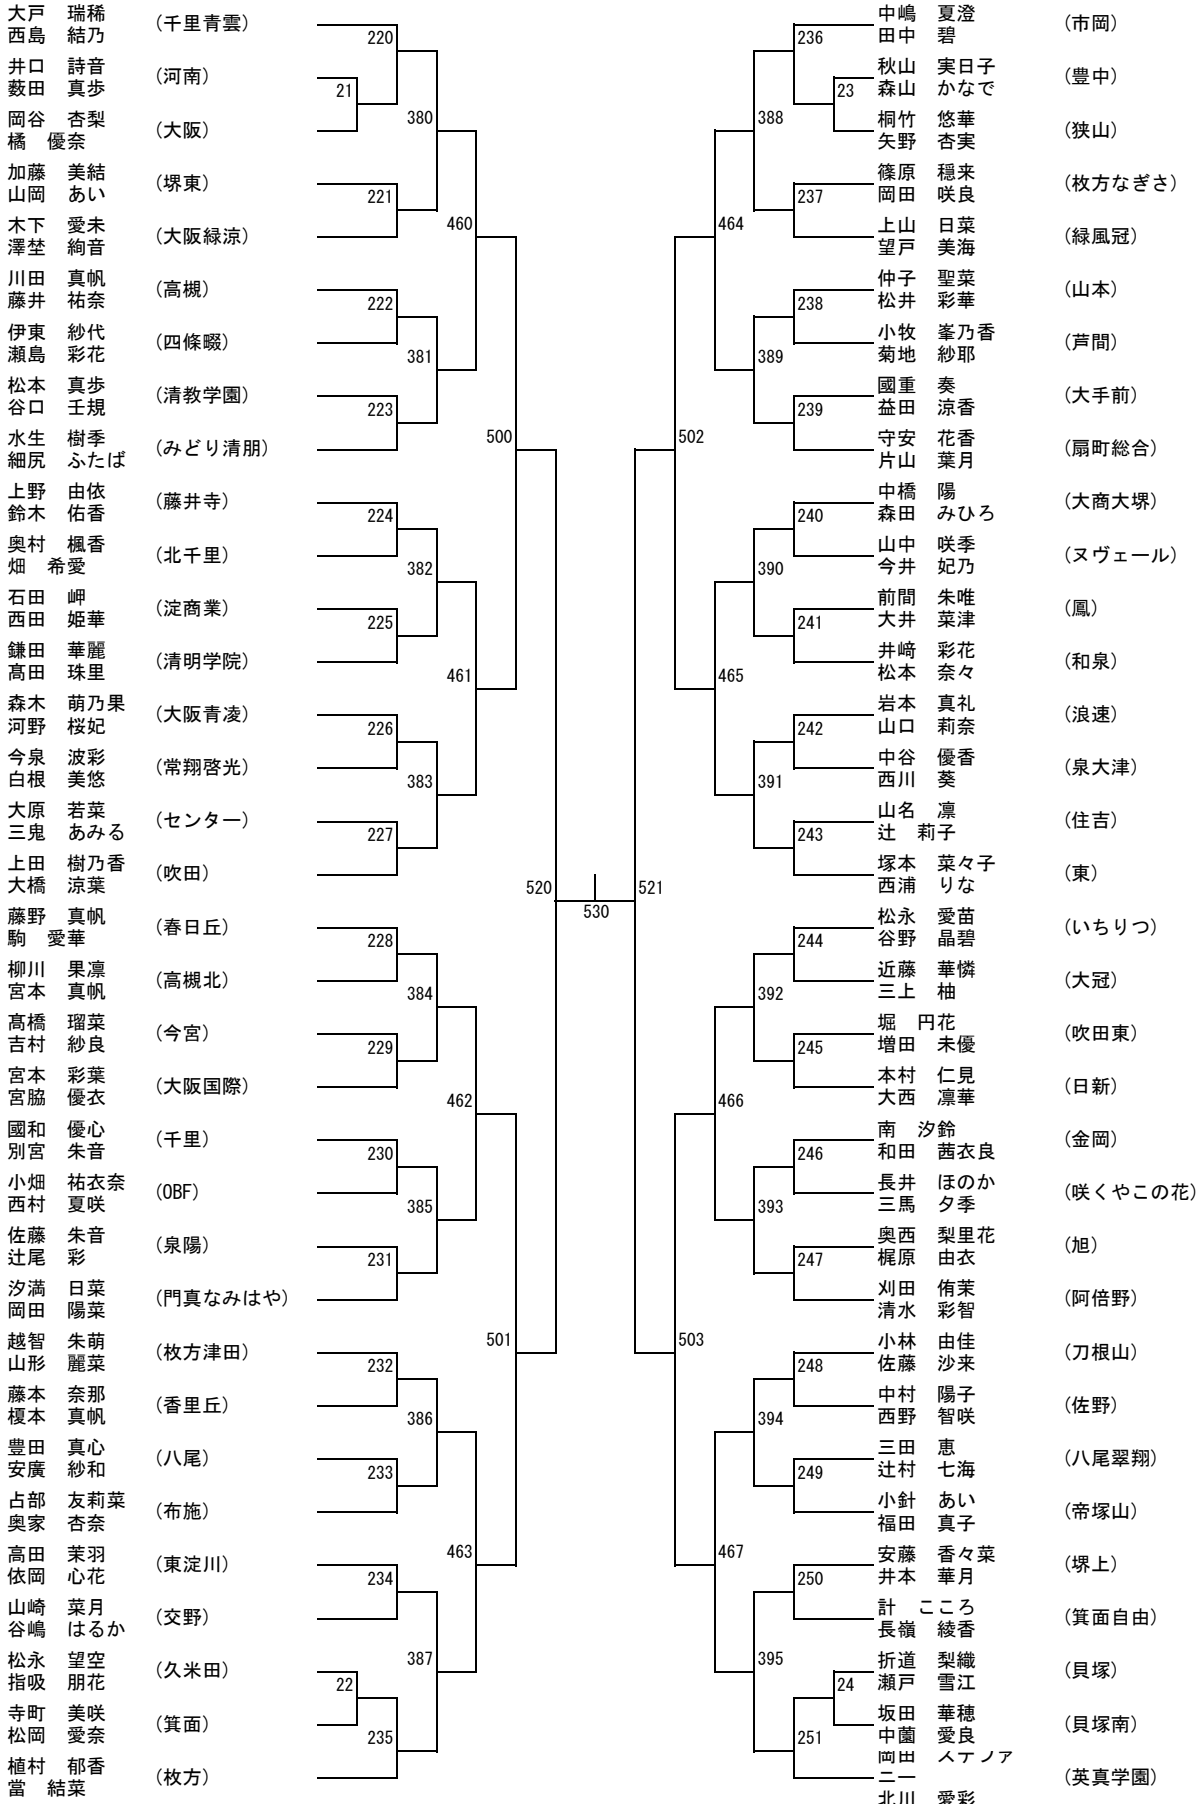 大戸　瑞稀
西島　結乃
（千里青雲）
井口　詩音
薮田　真歩
（河南）
岡谷　杏梨
橘　優奈
（大阪）
加藤　美結
山岡　あい
（堺東）
木下　愛未
澤埜　絢音
（大阪緑涼）
川田　真帆
藤井　祐奈
（高槻）
伊東　紗代
瀬島　彩花
（四條畷）
松本　真歩
谷口　壬規
（清教学園）
水生　樹季
細尻　ふたば
（みどり清朋）
上野　由依
鈴木　佑香
（藤井寺）
奥村　楓香
畑　希愛
（北千里）
石田　岬
西田　姫華
（淀商業）
鎌田　華麗
髙田　珠里
（清明学院）
森木　萌乃果
河野　桜妃
（大阪青凌）
今泉　波彩
白根　美悠
（常翔啓光）
大原　若菜
三鬼　あみる
（センター）
上田　樹乃香
大橋　涼葉
（吹田）
藤野　真帆
駒　愛華
（春日丘）
柳川　果凛
宮本　真帆
（高槻北）
髙橋　瑠菜
吉村　紗良
（今宮）
宮本　彩葉
宮脇　優衣
（大阪国際）
國和　優心
別宮　朱音
（千里）
小畑　祐衣奈
西村　夏咲
（OBF）
佐藤　朱音
辻尾　彩
（泉陽）
汐満　日菜
岡田　陽菜
（門真なみはや）
越智　朱萌
山形　麗菜
（枚方津田）
藤本　奈那
榎本　真帆
（香里丘）
豊田　真心
安廣　紗和
（八尾）
占部　友莉菜
奥家　杏奈
（布施）
高田　茉羽
依岡　心花
（東淀川）
山崎　菜月
谷嶋　はるか
（交野）
松永　望空
指吸　朋花
（久米田）
寺町　美咲
松岡　愛奈
（箕面）
植村　郁香
當　結菜
（枚方）
220
21
380
221
460
222
381
223
500
224
382
225
461
226
383
227
520
228
384
229
462
230
385
231
501
232
386
233
463
234
387
22
235
530
521
236
23
388
237
464
238
389
239
502
240
390
241
465
242
391
243
244
392
245
466
246
393
247
503
248
394
249
467
250
395
24
251
中嶋　夏澄
田中　碧
（市岡）
秋山　実日子
森山　かなで
（豊中）
桐竹　悠華
矢野　杏実
（狭山）
篠原　穏来
岡田　咲良
（枚方なぎさ）
上山　日菜
望戸　美海
（緑風冠）
仲子　聖菜
松井　彩華
（山本）
小牧　峯乃香
菊地　紗耶
（芦間）
國重　奏
益田　涼香
（大手前）
守安　花香
片山　葉月
（扇町総合）
中橋　陽
森田　みひろ
（大商大堺）
山中　咲季
今井　妃乃
（ヌヴェール）
前間　朱唯
大井　菜津
（鳳）
井﨑　彩花
松本　奈々
（和泉）
岩本　真礼
山口　莉奈
（浪速）
中谷　優香
西川　葵
（泉大津）
山名　凛
辻　莉子
（住吉）
塚本　菜々子
西浦　りな
（東）
松永　愛苗
谷野　晶碧
（いちりつ）
近藤　華憐
三上　柚
（大冠）
堀　円花
増田　未優
（吹田東）
本村　仁見
大西　凛華
（日新）
南　汐鈴
和田　茜衣良
（金岡）
長井　ほのか
三馬　夕季
（咲くやこの花）
奥西　梨里花
梶原　由衣
（旭）
刈田　侑茉
清水　彩智
（阿倍野）
小林　由佳
佐藤　沙来
（刀根山）
中村　陽子
西野　智咲
（佐野）
三田　恵
辻村　七海
（八尾翠翔）
小針　あい
福田　真子
（帝塚山）
安藤　香々菜
井本　華月
（堺上）
計　こころ
長嶺　綾香
（箕面自由）
折道　梨織
瀬戸　雪江
（貝塚）
坂田　華穂
中薗　愛良
（貝塚南）
岡田　ステファ
ニー
北川　愛彩
（英真学園）